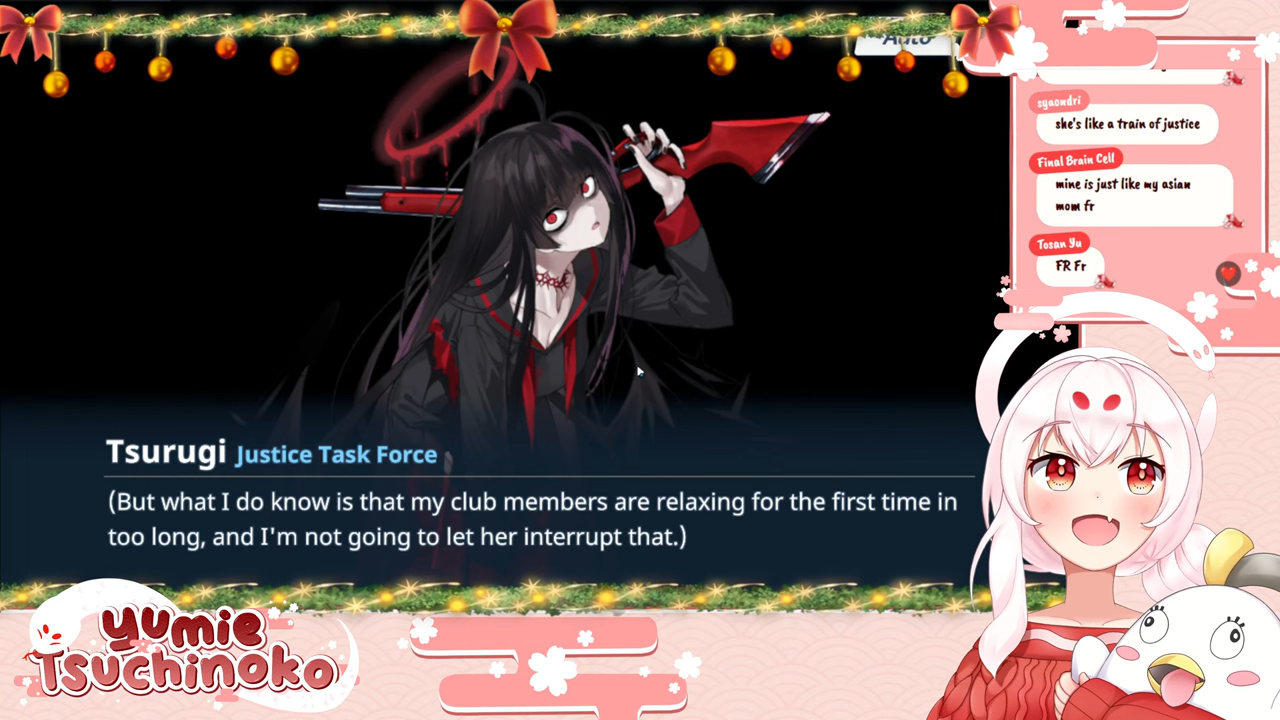 Auto
syaondri
she's like a train of justice
Final Brain Cell
mine is just like my asian
mom fr
Tosan Yu
FR Fr
Tsurugi Justice Task Force
(But what I do know is that my club members are relaxing for the first time in
too long, and I'm not going to let her interrupt that.)
yumie
Tsuchinoko